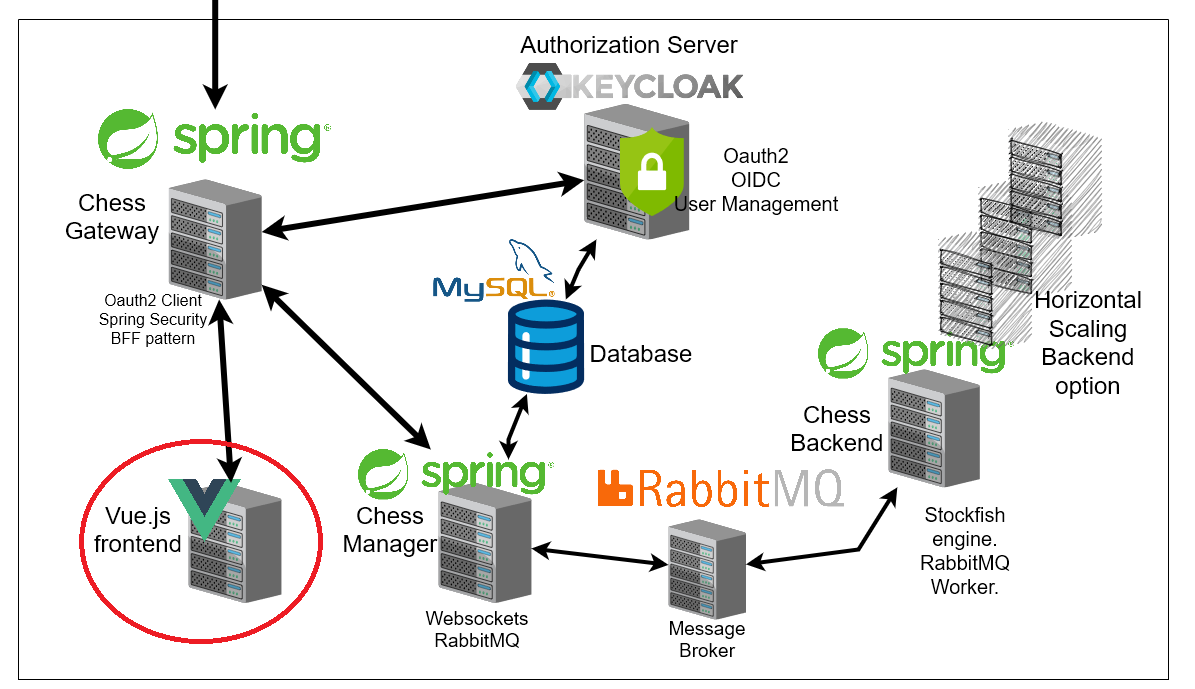 Authorization Server
KEYCLOAK
spring®
Chess
Gateway
Oauth2
OIDC
User Management
Oauth2 Client
Spring Security
BFF pattern
MySQL®
Database
Horizontal
Scaling
Backend
option
spring®
Chess
Backend
Vue.js
frontend
spring®
Chess
Manager
Websockets
RabbitMQ
RabbitMQ
Message
Broker
Stockfish
engine.
RabbitMQ
Worker.